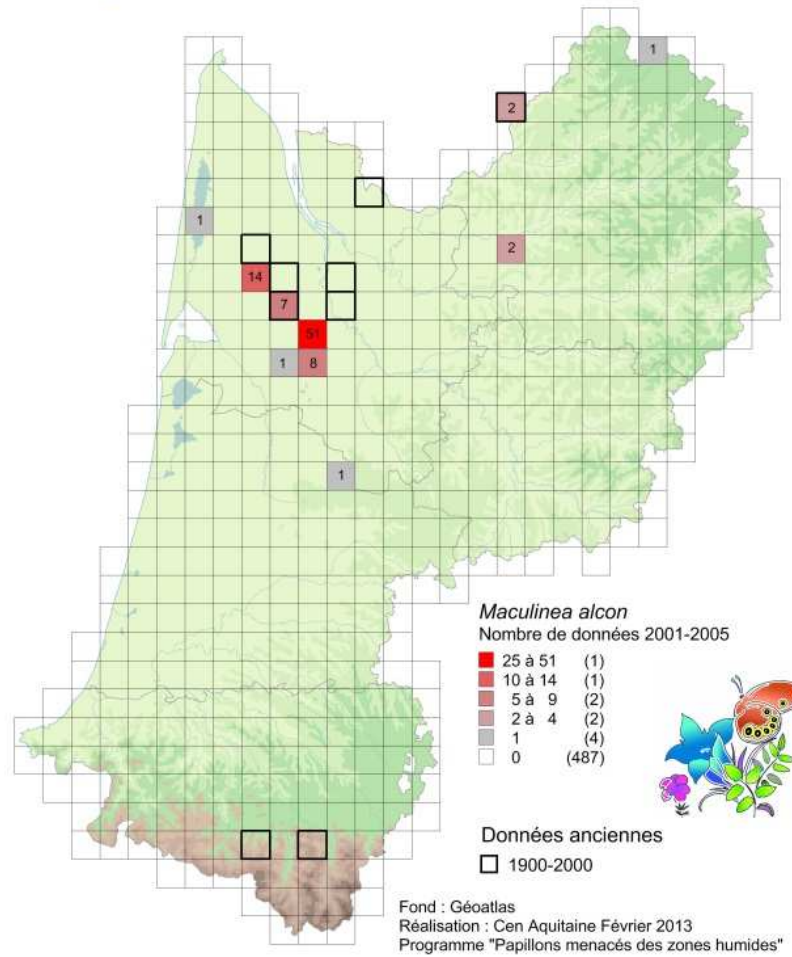 1
2
1
2
14
7
51
1 8
1
Maculinea alcon
Nombre de données 2001-2005
25 à 51 (1)
10 à 14 (1)
5 à 9 (2)
2 à 4 (2)
1 (4)
0 (487)
Données anciennes
1900-2000
Fond : Géoatlas
Réalisation : Cen Aquitaine Février 2013
Programme "Papillons menacés des zones humides"